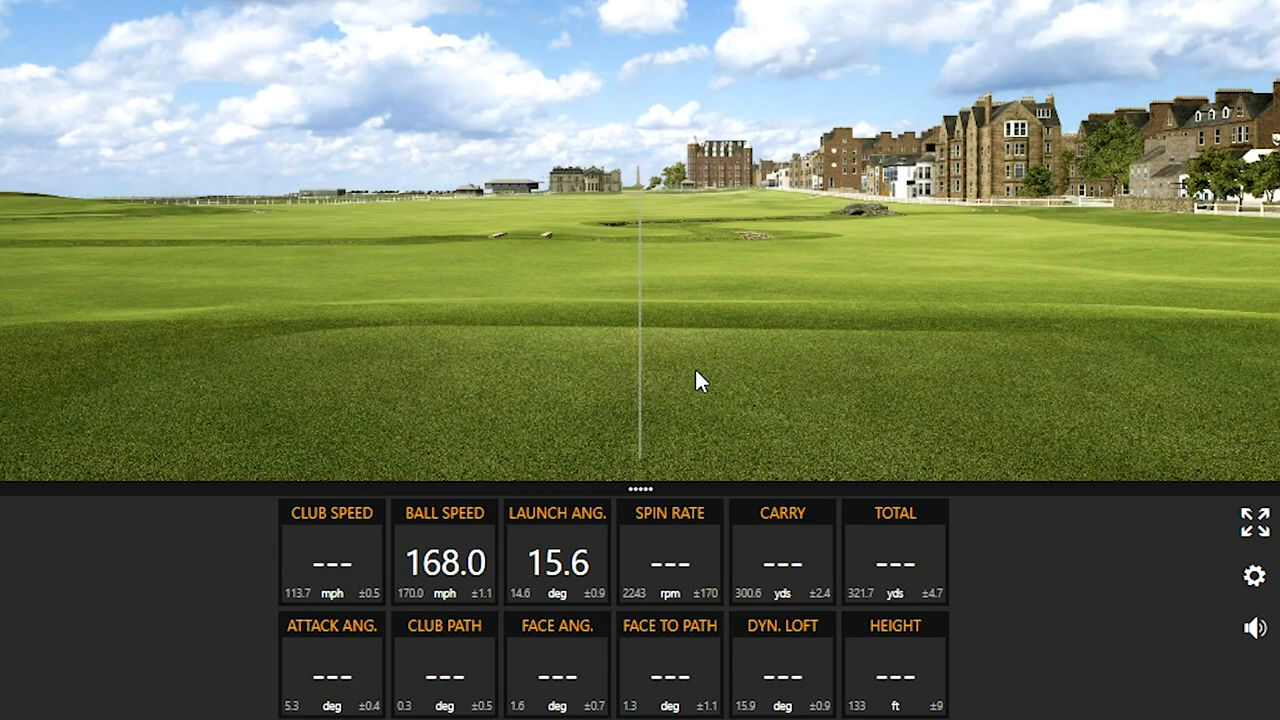 CLUB SPEED BALL SPEED LAUNCH ANG. SPIN RATE CARRY TOTAL
--- 168.0 15.6 --- --- ---
113.7 mph ±0.5 170.0 mph ±1.1 14.6 deg ±0.9 2243 rpm ±170 300.6 yds ±2.4 321.7 yds ±4.7
ATTACK ANG. CLUB PATH FACE ANG. FACE TO PATH DYN. LOFT HEIGHT
--- --- --- --- --- ---
5.3 deg ±0.4 0.3 deg ±0.5 1.6 deg ±0.7 1.3 deg ±1.1 15.9 deg ±0.9 133 ft ±9